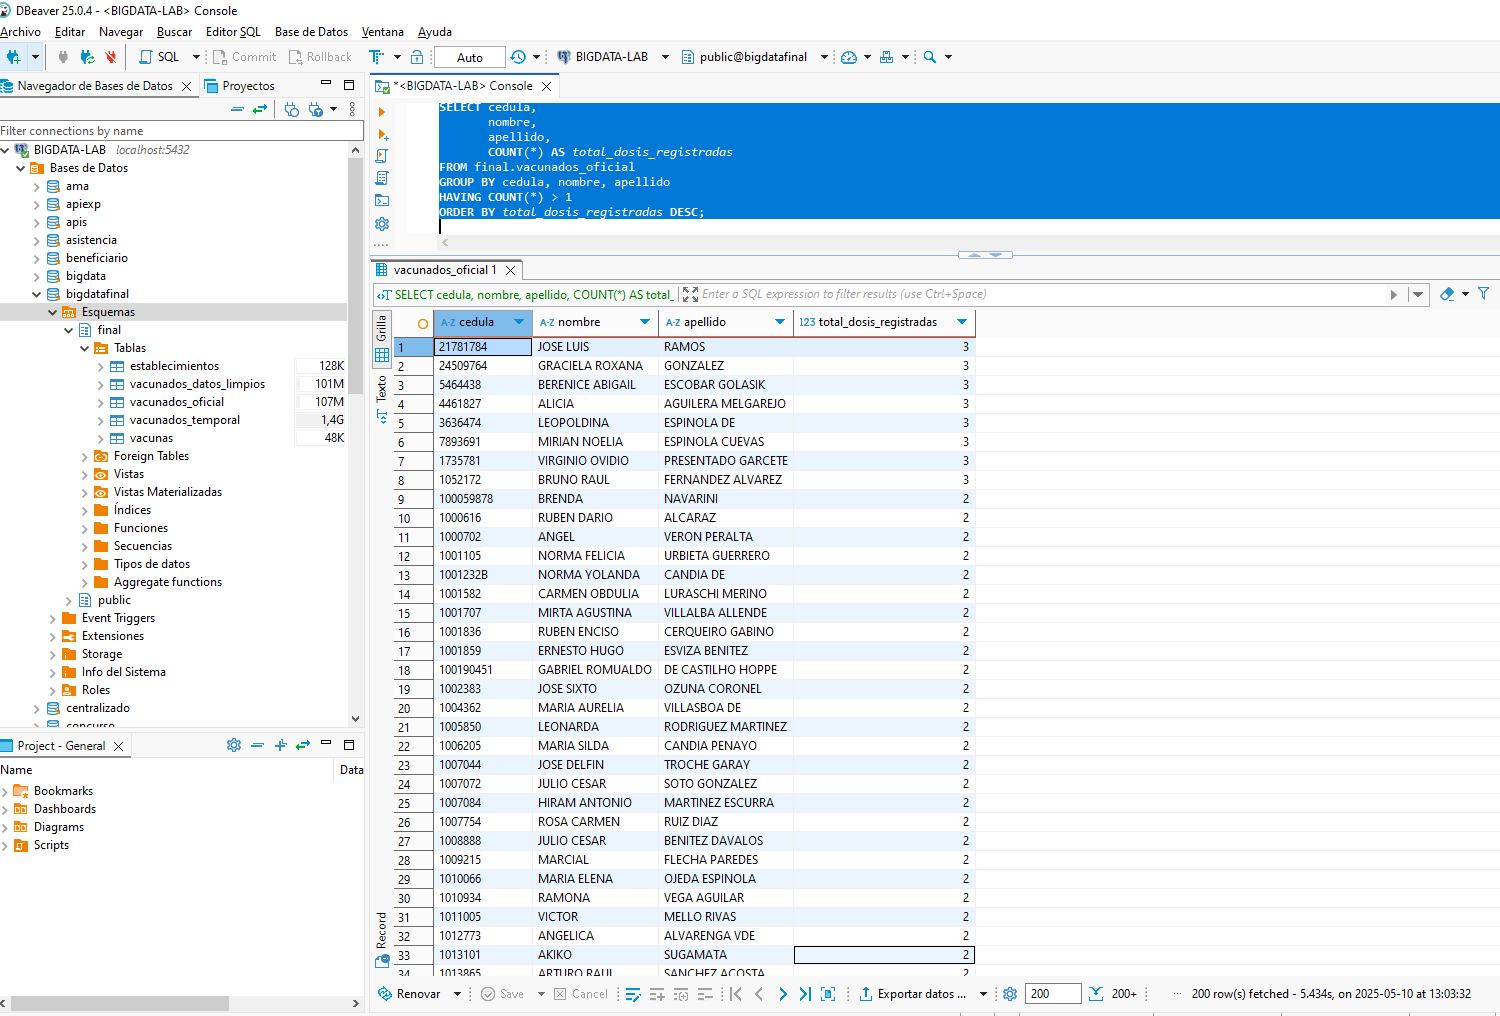 DBeaver 25.0.4 - <BIGDATA-LAB> Console
Archivo Editar Navegar Buscar Editor SQL Base de Datos Ventana Ayuda
SQL Commit Rollback Auto BIGDATA-LAB public@bigdatafinal
Navegador de Bases de Datos Proyectos
Filter connections by name
BIGDATA-LAB localhost:5432
Bases de Datos
ama
apiexp
apis
asistencia
beneficiario
bigdata
bigdatafinal
Esquemas
final
Tablas
establecimientos 128K
vacunados_datos_limpios 101M
vacunados_oficial 107M
vacunados_temporal 1,4G
vacunas 48K
Foreign Tables
Vistas
Vistas Materializadas
Índices
Funciones
Secuencias
Tipos de datos
Aggregate functions
public
Event Triggers
Extensiones
Storage
Info del Sistema
Roles
centralizado
concurso
Project - General
Name Data
Bookmarks
Dashboards
Diagrams
Scripts
*<BIGDATA-LAB> Console
SELECT cedula,
nombre,
apellido,
COUNT(*) AS total_dosis_registradas
FROM final.vacunados_oficial
GROUP BY cedula, nombre, apellido
HAVING COUNT(*) > 1
ORDER BY total_dosis_registradas DESC;
vacunados_oficial 1
SELECT cedula, nombre, apellido, COUNT(*) AS total_ Enter a SQL expression to filter results (use Ctrl+Space)
Grilla
Texto
Record
A-Z cedula A-Z nombre A-Z apellido 123 total_dosis_registradas
1 21781784 JOSE LUIS RAMOS 3
2 24509764 GRACIELA ROXANA GONZALEZ 3
3 5464438 BERENICE ABIGAIL ESCOBAR GOLASIK 3
4 4461827 ALICIA AGUILERA MELGAREJO 3
5 3636474 LEOPOLDINA ESPINOLA DE 3
6 7893691 MIRIAN NOELIA ESPINOLA CUEVAS 3
7 1735781 VIRGINIO OVIDIO PRESENTADO GARCETE 3
8 1052172 BRUNO RAUL FERNANDEZ ALVAREZ 3
9 100059878 BRENDA NAVARINI 2
10 1000616 RUBEN DARIO ALCARAZ 2
11 1000702 ANGEL VERON PERALTA 2
12 1001105 NORMA FELICIA URBIETA GUERRERO 2
13 1001232B NORMA YOLANDA CANDIA DE 2
14 1001582 CARMEN OBDULIA LURASCHI MERINO 2
15 1001707 MIRTA AGUSTINA VILLALBA ALLENDE 2
16 1001836 RUBEN ENCISO CERQUEIRO GABINO 2
17 1001859 ERNESTO HUGO ESVIZA BENITEZ 2
18 100190451 GABRIEL ROMUALDO DE CASTILHO HOPPE 2
19 1002383 JOSE SIXTO OZUNA CORONEL 2
20 1004362 MARIA AURELIA VILLASBOA DE 2
21 1005850 LEONARDA RODRIGUEZ MARTINEZ 2
22 1006205 MARIA SILDA CANDIA PENAYO 2
23 1007044 JOSE DELFIN TROCHE GARAY 2
24 1007072 JULIO CESAR SOTO GONZALEZ 2
25 1007084 HIRAM ANTONIO MARTINEZ ESCURRA 2
26 1007754 ROSA CARMEN RUIZ DIAZ 2
27 1008888 JULIO CESAR BENITEZ DAVALOS 2
28 1009215 MARCIAL FLECHA PAREDES 2
29 1010066 MARIA ELENA OJEDA ESPINOLA 2
30 1010934 RAMONA VEGA AGUILAR 2
31 1011005 VICTOR MELLO RIVAS 2
32 1012773 ANGELICA ALVARENGA VDE 2
33 1013101 AKIKO SUGAMATA 2
34 1013865 ARTURO RAUL SANCHEZ ACOSTA 2
Renovar Save Cancel Exportar datos ... 200 200+ ··· 200 row(s) fetched - 5.434s, on 2025-05-10 at 13:03:32